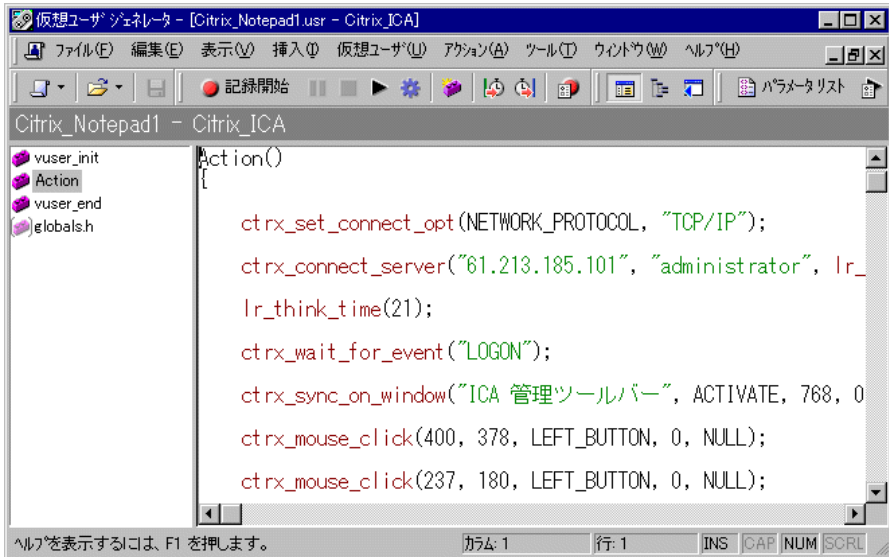 仮想ユーザ ジェネレータ - [Citrix_Notepad1.usr - Citrix_ICA]
ファイル(F) 編集(E) 表示(V) 挿入(I) 仮想ユーザ(U) アクション(A) ツール(T) ウィンドウ(W) ヘルプ(H)
記録開始 パラメータ リスト
Citrix_Notepad1 - Citrix_ICA
vuser_init
Action
vuser_end
globals.h
Action()
{
ctrx_set_connect_opt(NETWORK_PROTOCOL, "TCP/IP");
ctrx_connect_server("61.213.185.101", "administrator", lr_
lr_think_time(21);
ctrx_wait_for_event("LOGON");
ctrx_sync_on_window("ICA 管理ツールバー", ACTIVATE, 768, 0
ctrx_mouse_click(400, 378, LEFT_BUTTON, 0, NULL);
ctrx_mouse_click(237, 180, LEFT_BUTTON, 0, NULL);
ヘルプを表示するには、F1 を押します。 カラム: 1 行: 1 INS CAP NUM SCRL